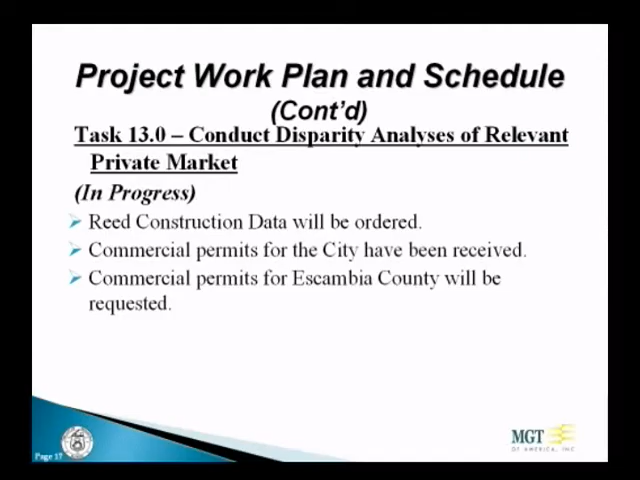 Project Work Plan and Schedule
(Cont'd)
Task 13.0 – Conduct Disparity Analyses of Relevant
Private Market
(In Progress)
Reed Construction Data will be ordered.
Commercial permits for the City have been received.
Commercial permits for Escambia County will be
requested.
Page 17
MGT
OF AMERICA, INC.